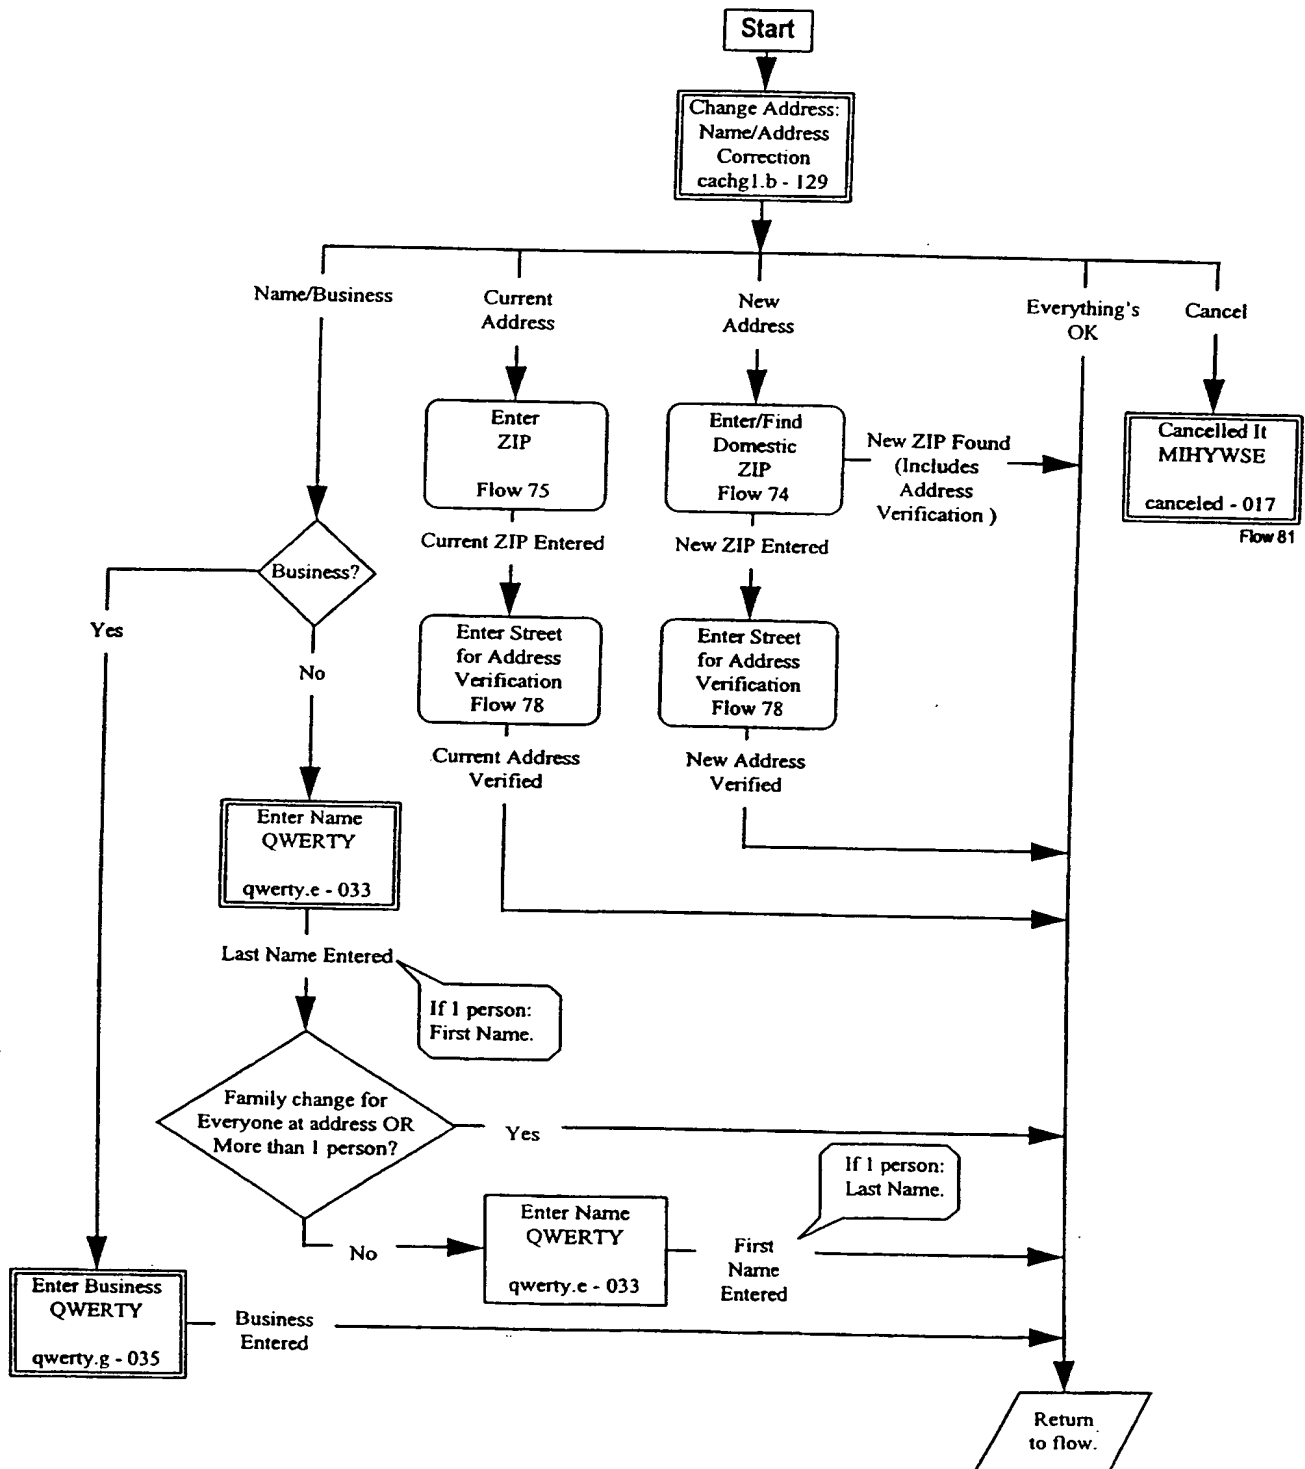 Start
Change Address:
Name/Address
Correction
cachg1.b - 129
Name/Business
Current
Address
New
Address
Everything's
OK
Cancel
Enter
ZIP
Flow 75
Enter/Find
Domestic
ZIP
Flow 74
New ZIP Found
(Includes
Address
Verification )
Cancelled It
MIHYWSE
canceled - 017
Flow 81
Current ZIP Entered
New ZIP Entered
Business?
Yes
No
Enter Street
for Address
Verification
Flow 78
Enter Street
for Address
Verification
Flow 78
Current Address
Verified
New Address
Verified
Enter Name
QWERTY
qwerty.e - 033
Last Name Entered
If 1 person:
First Name.
Family change for
Everyone at address OR
More than 1 person?
Yes
If 1 person:
Last Name.
No
Enter Name
QWERTY
qwerty.e - 033
First
Name
Entered
Enter Business
QWERTY
qwerty.g - 035
Business
Entered
Return
to flow.